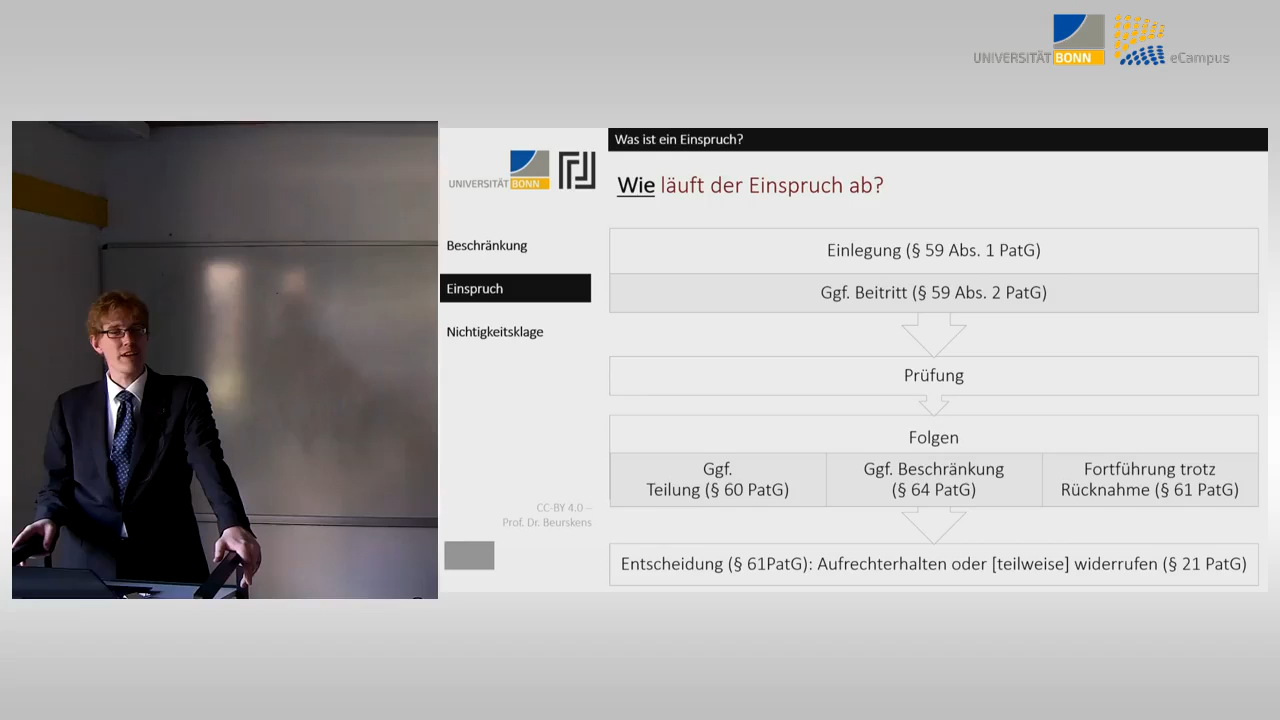 UNIVERSITÄT BONN
eCampus
Was ist ein Einspruch?
UNIVERSITÄT BONN
Wie läuft der Einspruch ab?
Beschränkung
Einspruch
Nichtigkeitsklage
CC-BY 4.0 –
Prof. Dr. Beurskens
Einlegung (§ 59 Abs. 1 PatG)
Ggf. Beitritt (§ 59 Abs. 2 PatG)
Prüfung
Folgen
Ggf.
Teilung (§ 60 PatG)
Ggf. Beschränkung
(§ 64 PatG)
Fortführung trotz
Rücknahme (§ 61 PatG)
Entscheidung (§ 61PatG): Aufrechterhalten oder [teilweise] widerrufen (§ 21 PatG)